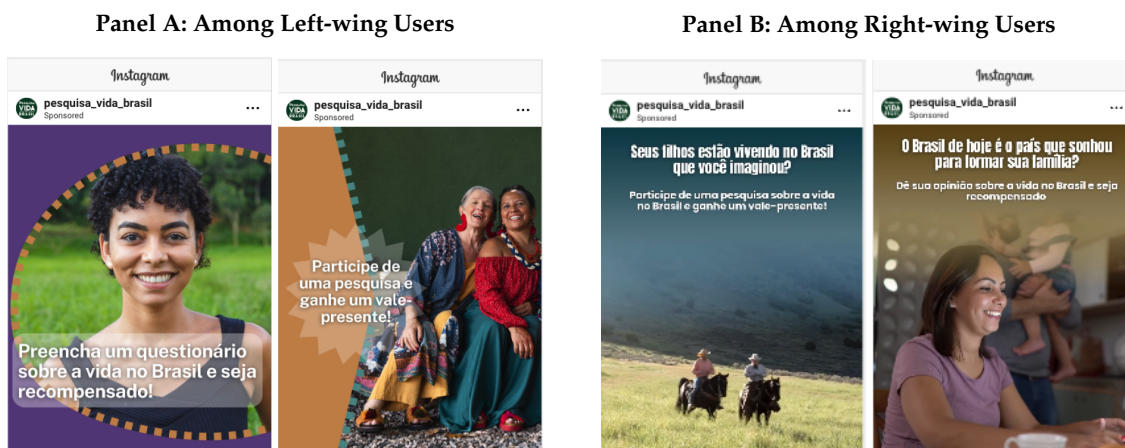 Panel A: Among Left-wing Users
Instagram
pesquisa_vida_brasil
Sponsored
Preencha um questionário
sobre a vida no Brasil e seja
recompensado!
Instagram
pesquisa_vida_brasil
Sponsored
Participe de
uma pesquisa e
ganhe um vale-
presente!
Panel B: Among Right-wing Users
Instagram
pesquisa_vida_brasil
Sponsored
Seus filhos estão vivendo no Brasil
que você imaginou?
Participe de uma pesquisa sobre a vida
no Brasil e ganhe um vale-presente!
Instagram
pesquisa_vida_brasil
Sponsored
O Brasil de hoje é o país que sonhou
para formar sua família?
Dê sua opinião sobre a vida no Brasil e seja
recompensado